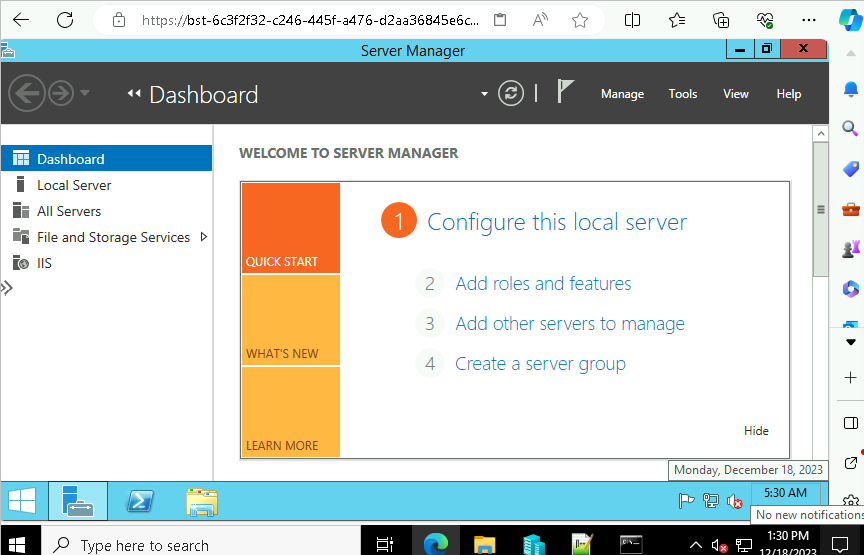 https://bst-6c3f2f32-c246-445f-a476-d2aa36845e6c...
Server Manager
Dashboard
Manage Tools View Help
Dashboard
Local Server
All Servers
File and Storage Services
IIS
WELCOME TO SERVER MANAGER
QUICK START
WHAT'S NEW
LEARN MORE
1 Configure this local server
2 Add roles and features
3 Add other servers to manage
4 Create a server group
Hide
Monday, December 18, 2023
5:30 AM
No new notifications
Type here to search
1:30 PM
12/18/2023